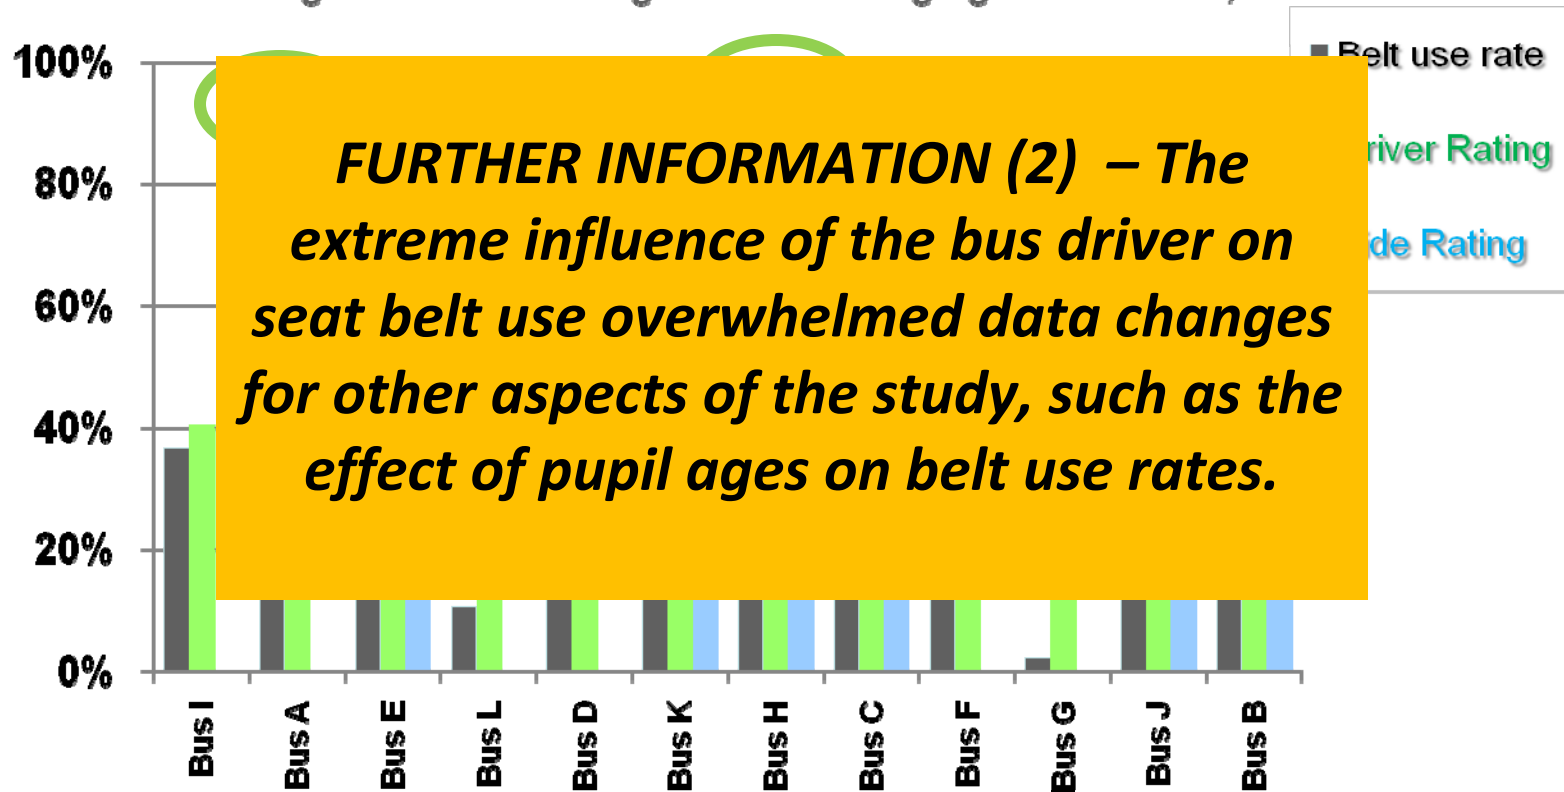 100%
80%
60%
40%
20%
0%
FURTHER INFORMATION (2) – The
extreme influence of the bus driver on
seat belt use overwhelmed data changes
for other aspects of the study, such as the
effect of pupil ages on belt use rates.
Belt use rate
river Rating
ide Rating
Bus I
Bus A
Bus E
Bus L
Bus D
Bus K
Bus H
Bus C
Bus F
Bus G
Bus J
Bus B